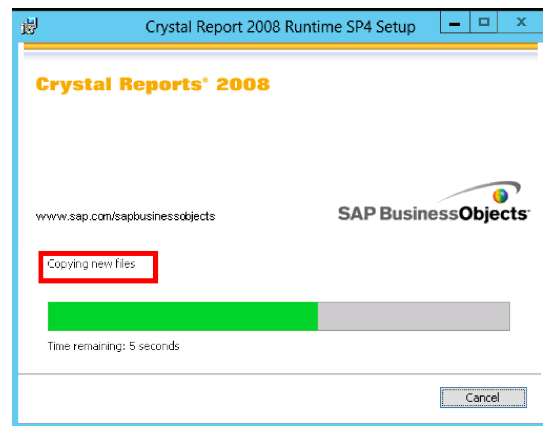 Crystal Report 2008 Runtime SP4 Setup
Crystal Reports® 2008
www.sap.com/sapbusinessobjects
SAP BusinessObjects™
Copying new files
Time remaining: 5 seconds
Cancel